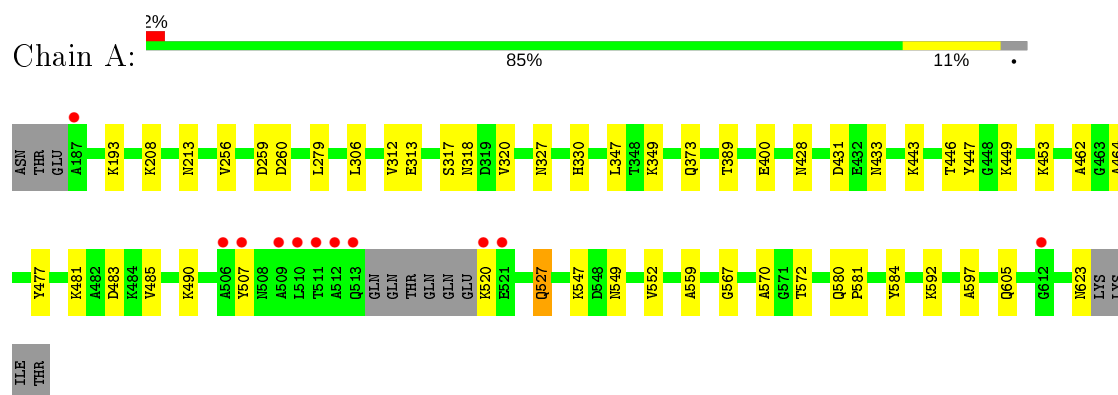 2%
Chain A:
85%
11%
•
ASN THR GLU A187 K193 K208 N213 V256 D259 D260 L279 L306 V312 E313 S317 N318 D319 V320 N327 H330 L347 T348 K349 Q373 T389 E400 N428 D431 E432 N433 K443 T446 Y447 G448 K449 K453 A462 G463 A464
Y477 K481 A482 D483 K484 V485 K490 A506 Y507 N508 A509 L510 T511 A512 Q513 GLN GLN THR GLN GLN GLU K520 E521 Q527 K547 D548 N549 V552 A559 G567 A570 G571 T572 Q580 P581 Y584 K592 A597 Q605 G612 N623 LYS LYS
ILE THR